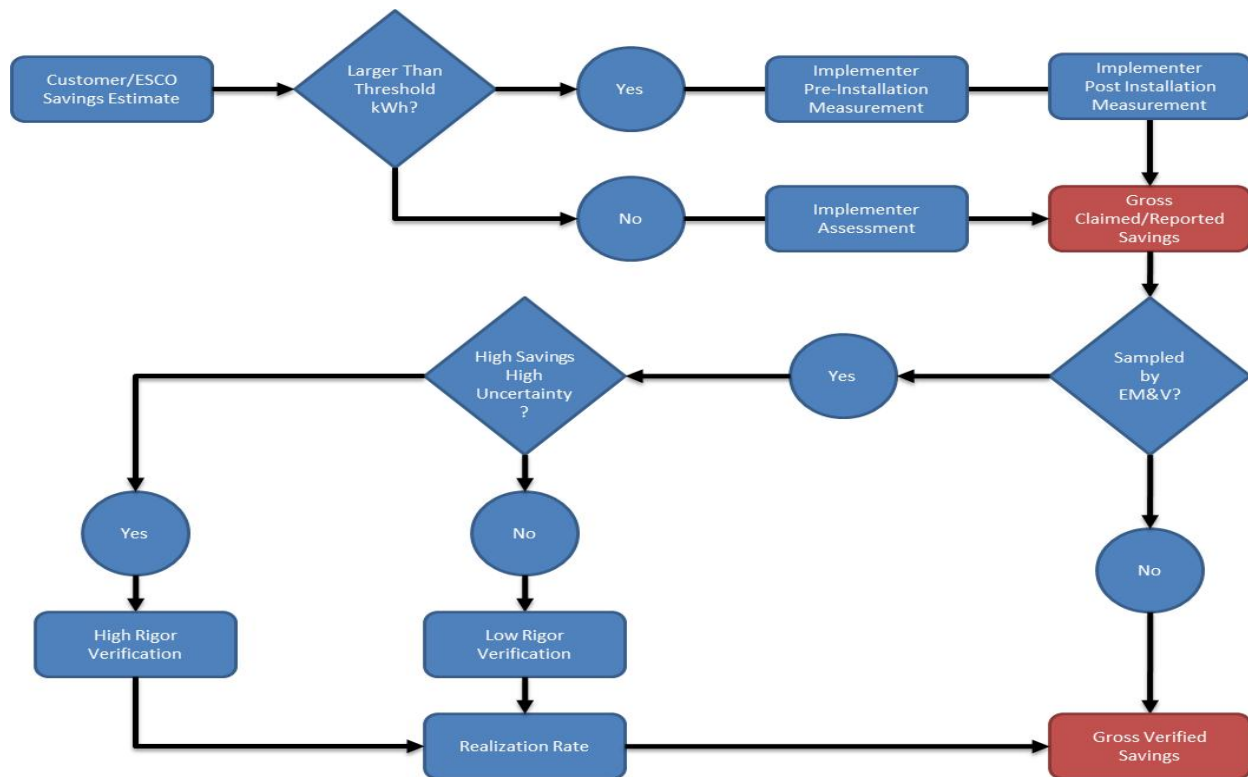 Customer/ESCO
Savings Estimate
Larger Than
Threshold
kWh?
Yes
Implementer
Pre-Installation
Measurement
Implementer
Post Installation
Measurement
No
Implementer
Assessment
Gross
Claimed/Reported
Savings
High Savings
High
Uncertainty
?
Yes
Sampled
by
EM&V?
Yes
No
No
High Rigor
Verification
Low Rigor
Verification
Realization Rate
Gross Verified
Savings